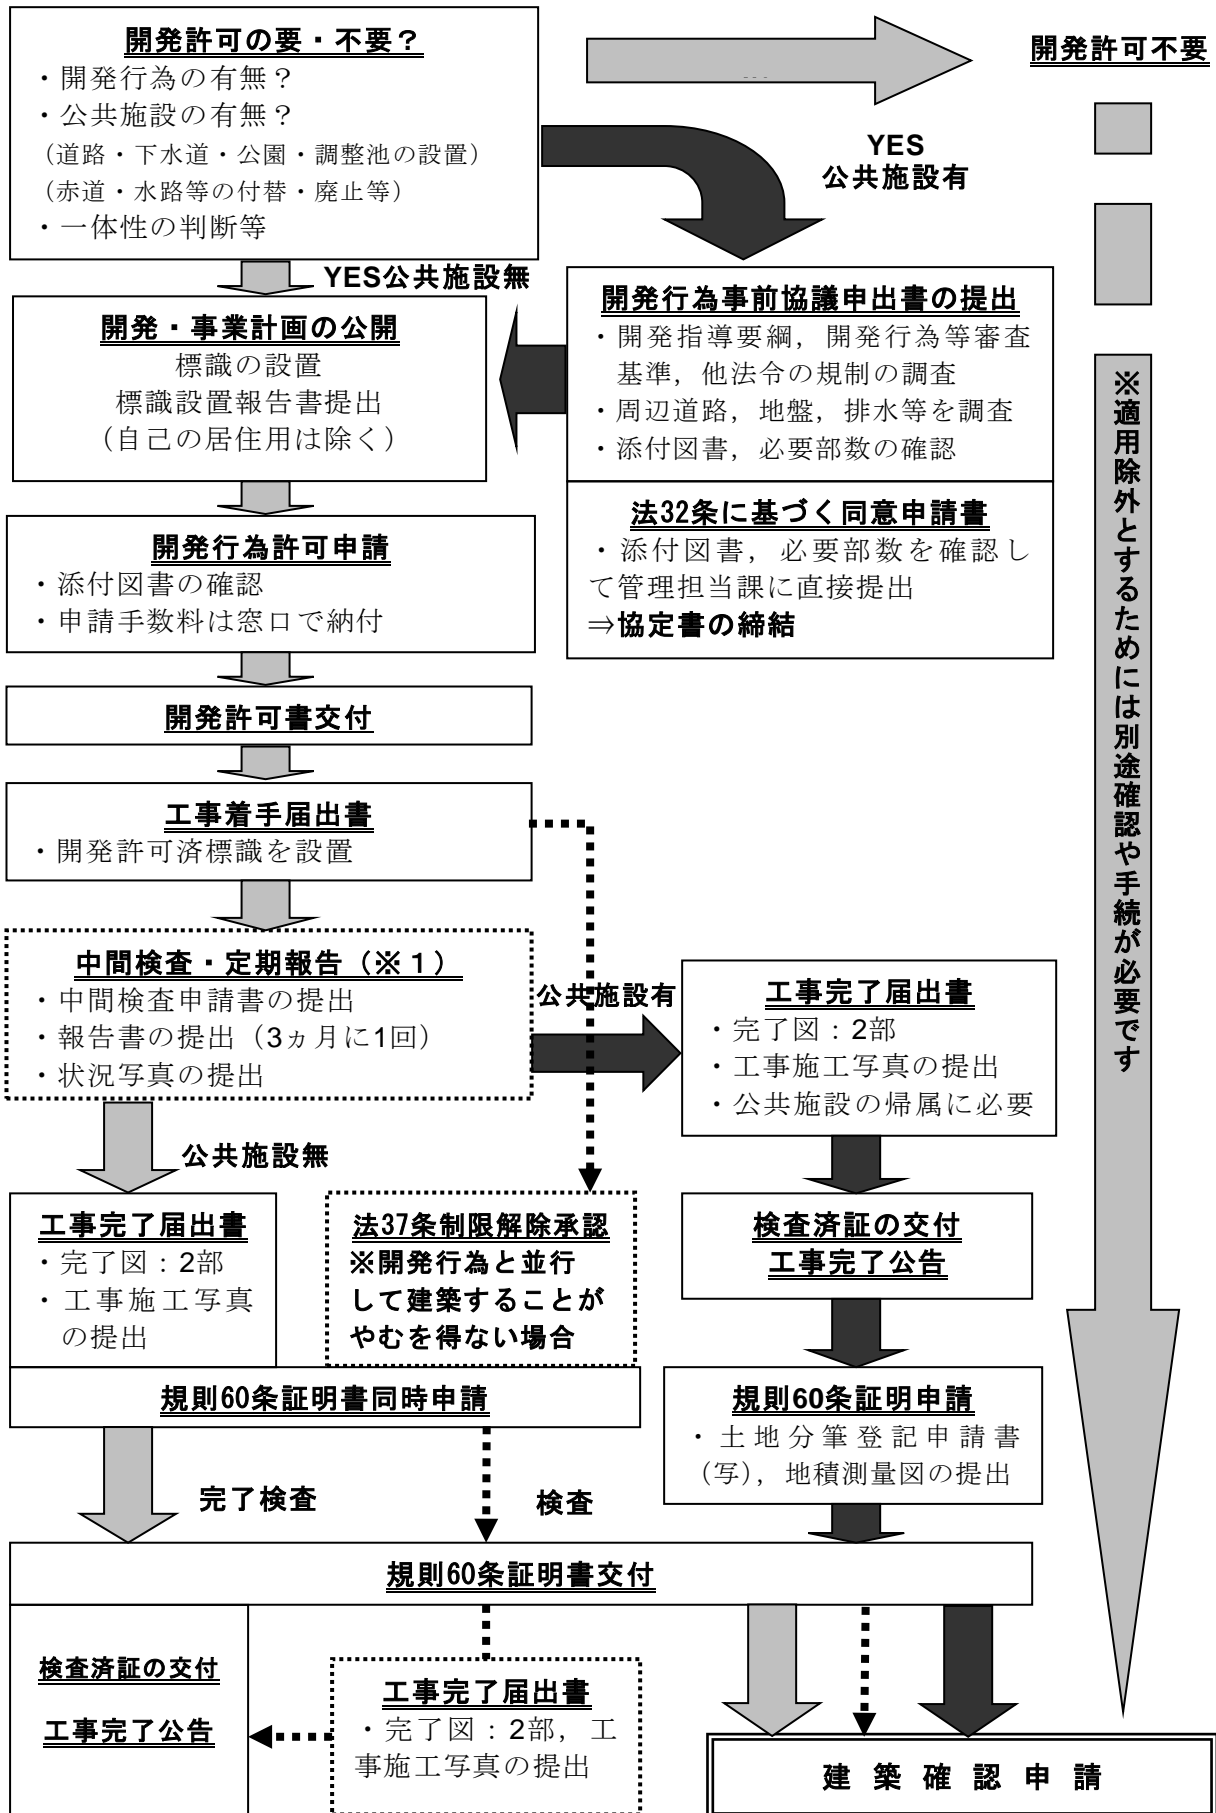 開発許可の要・不要？
・開発行為の有無？
・公共施設の有無？
（道路・下水道・公園・調整池の設置）
（赤道・水路等の付替・廃止等）
・一体性の判断等
開発許可不要
YES
公共施設有
YES公共施設無
開発行為事前協議申出書の提出
・開発指導要綱，開発行為等審査
基準，他法令の規制の調査
・周辺道路，地盤，排水等を調査
・添付図書，必要部数の確認
法32条に基づく同意申請書
・添付図書，必要部数を確認し
て管理担当課に直接提出
⇒協定書の締結
開発・事業計画の公開
標識の設置
標識設置報告書提出
（自己の居住用は除く）
開発行為許可申請
・添付図書の確認
・申請手数料は窓口で納付
開発許可書交付
工事着手届出書
・開発許可済標識を設置
中間検査・定期報告（※１）
・中間検査申請書の提出
・報告書の提出（3ヵ月に1回）
・状況写真の提出
公共施設有
工事完了届出書
・完了図：2部
・工事施工写真の提出
・公共施設の帰属に必要
※適用除外とするためには別途確認や手続が必要です
公共施設無
工事完了届出書
・完了図：2部
・工事施工写真
の提出
法37条制限解除承認
※開発行為と並行
して建築することが
やむを得ない場合
検査済証の交付
工事完了公告
規則60条証明書同時申請
規則60条証明申請
・土地分筆登記申請書
（写），地積測量図の提出
完了検査
検査
規則60条証明書交付
検査済証の交付
工事完了公告
工事完了届出書
・完了図：2部，工
事施工写真の提出
建築確認申請